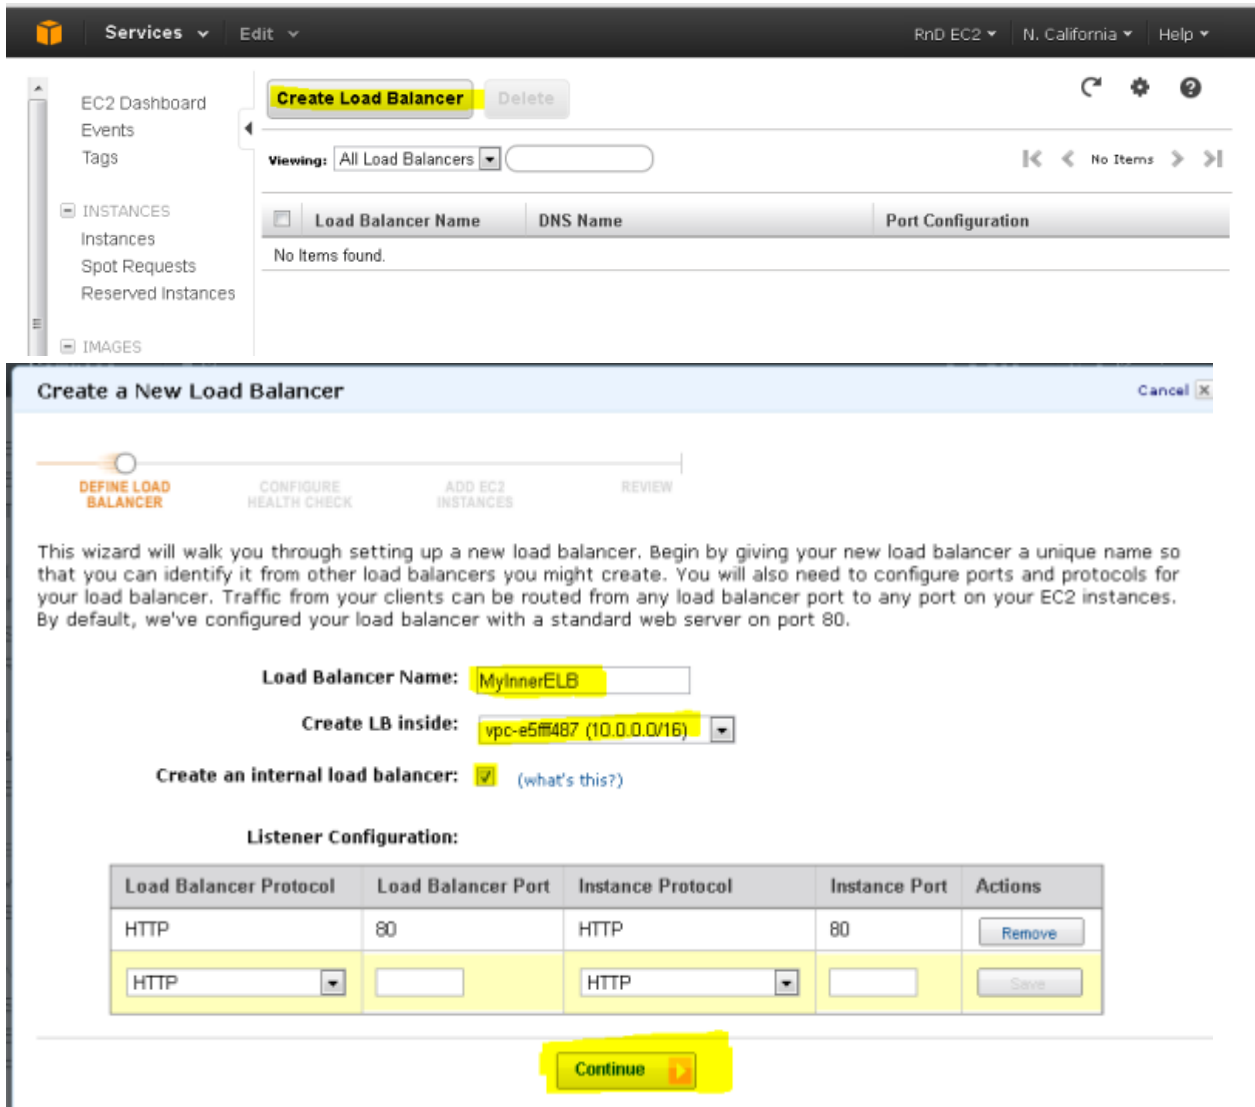 Services Edit RnD EC2 N. California Help
Create Load Balancer Delete
EC2 Dashboard
Events
Tags
Viewing: All Load Balancers No Items
INSTANCES
Instances
Spot Requests
Reserved Instances
IMAGES
Load Balancer Name DNS Name Port Configuration
No Items found.
Create a New Load Balancer Cancel
DEFINE LOAD
BALANCER
CONFIGURE
HEALTH CHECK
ADD EC2
INSTANCES
REVIEW
This wizard will walk you through setting up a new load balancer. Begin by giving your new load balancer a unique name so
that you can identify it from other load balancers you might create. You will also need to configure ports and protocols for
your load balancer. Traffic from your clients can be routed from any load balancer port to any port on your EC2 instances.
By default, we've configured your load balancer with a standard web server on port 80.
Load Balancer Name: MyInnerELB
Create LB inside: vpc-e5fff487 (10.0.0.0/16)
Create an internal load balancer: (what's this?)
Listener Configuration:
Load Balancer Protocol Load Balancer Port Instance Protocol Instance Port Actions
HTTP 80 HTTP 80 Remove
HTTP HTTP Save
Continue